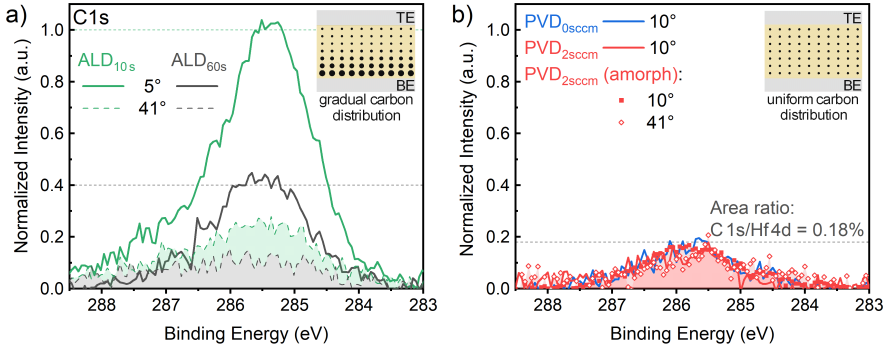 a)
C1s
TE
ALD10s ALD60s
5°
41°
BE
gradual carbon
distribution
Normalized Intensity (a.u.)
1.0
0.8
0.6
0.4
0.2
0.0
288 287 286 285 284 283
Binding Energy (eV)
b)
PVD0sccm 10°
PVD2sccm 10°
PVD2sccm (amorph):
10°
41°
TE
BE
uniform carbon
distribution
Area ratio:
C 1s/Hf 4d = 0.18%
Normalized Intensity (a.u.)
1.0
0.8
0.6
0.4
0.2
0.0
288 287 286 285 284 283
Binding Energy (eV)